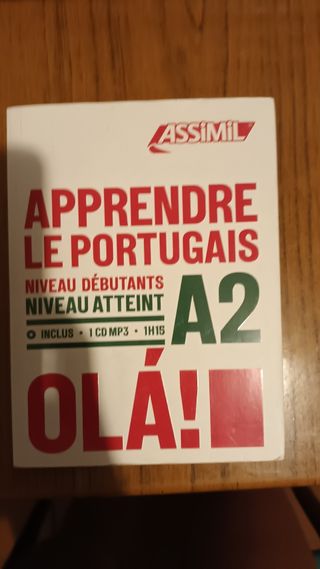 ASSiMiL
APPRENDRE
LE PORTUGAIS
NIVEAU DÉBUTANTS
NIVEAU ATTEINT
A2
INCLUS • 1 CD MP3 • 1H15
OLÁ!